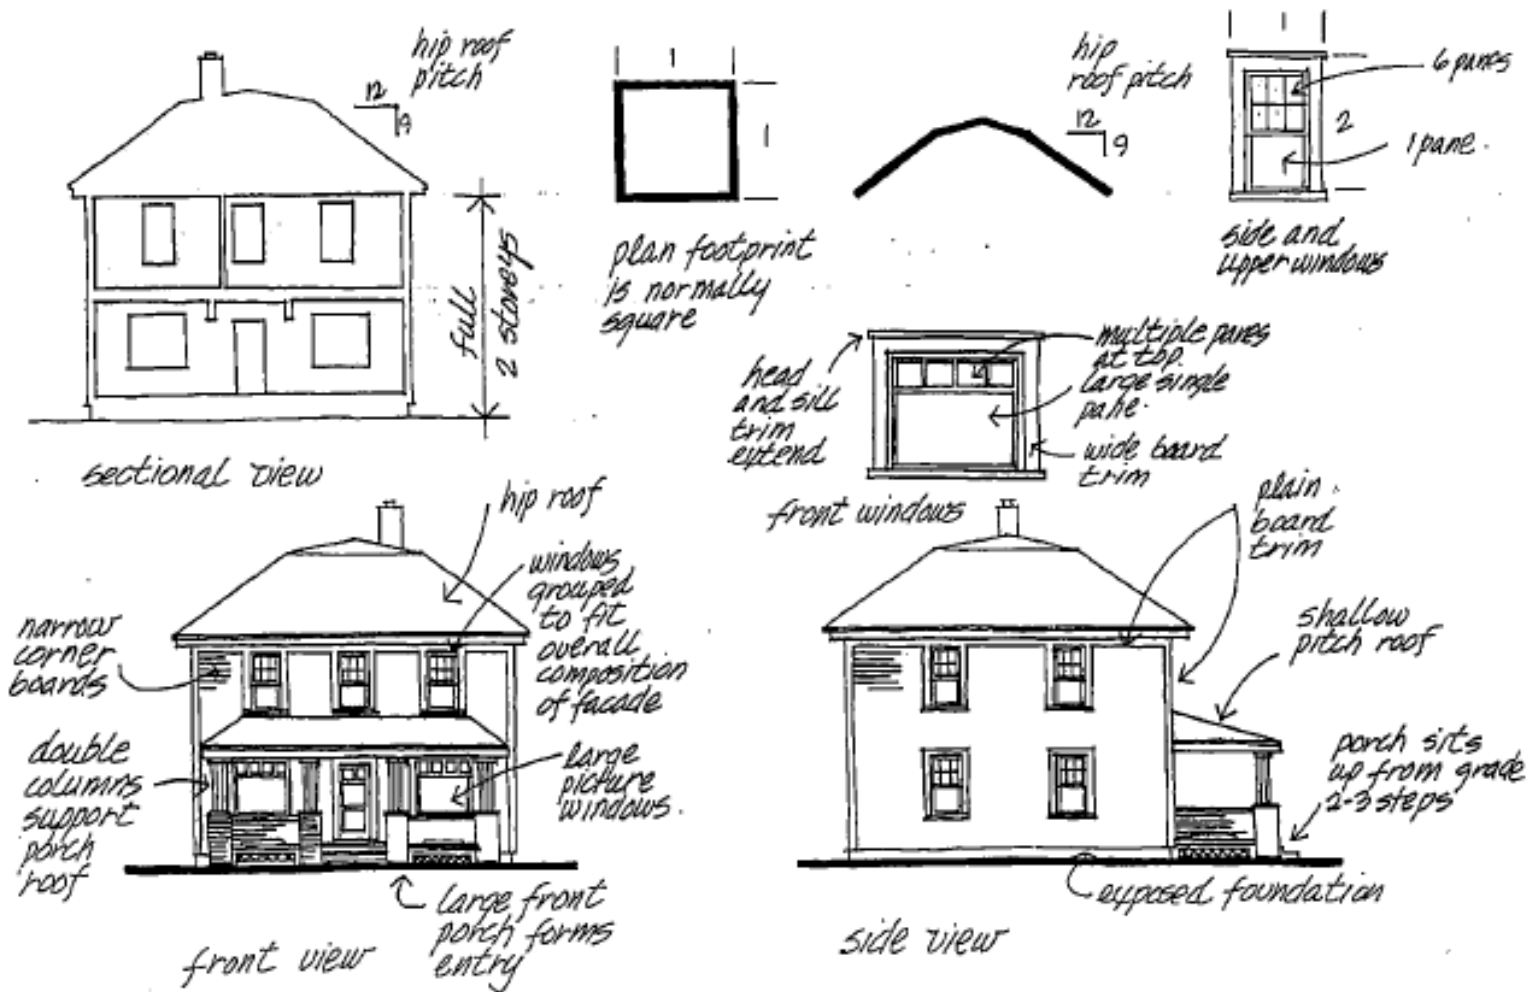 hip roof
pitch
12
9
full
2 storeys
sectional view
1
1
plan footprint
is normally
square
hip
roof pitch
12
9
1
2
6 panes
1 pane.
side and
upper windows
head
and sill
trim
extend
multiple panes
at top.
large single
pane.
wide board
trim
front windows
hip roof
windows
grouped
to fit
overall
composition
of facade
narrow
corner
boards
double
columns
support
porch
roof
large
picture
windows.
large front
porch forms
entry
front view
plain
board
trim
shallow
pitch roof
porch sits
up from grade
2-3 steps
exposed foundation
side view